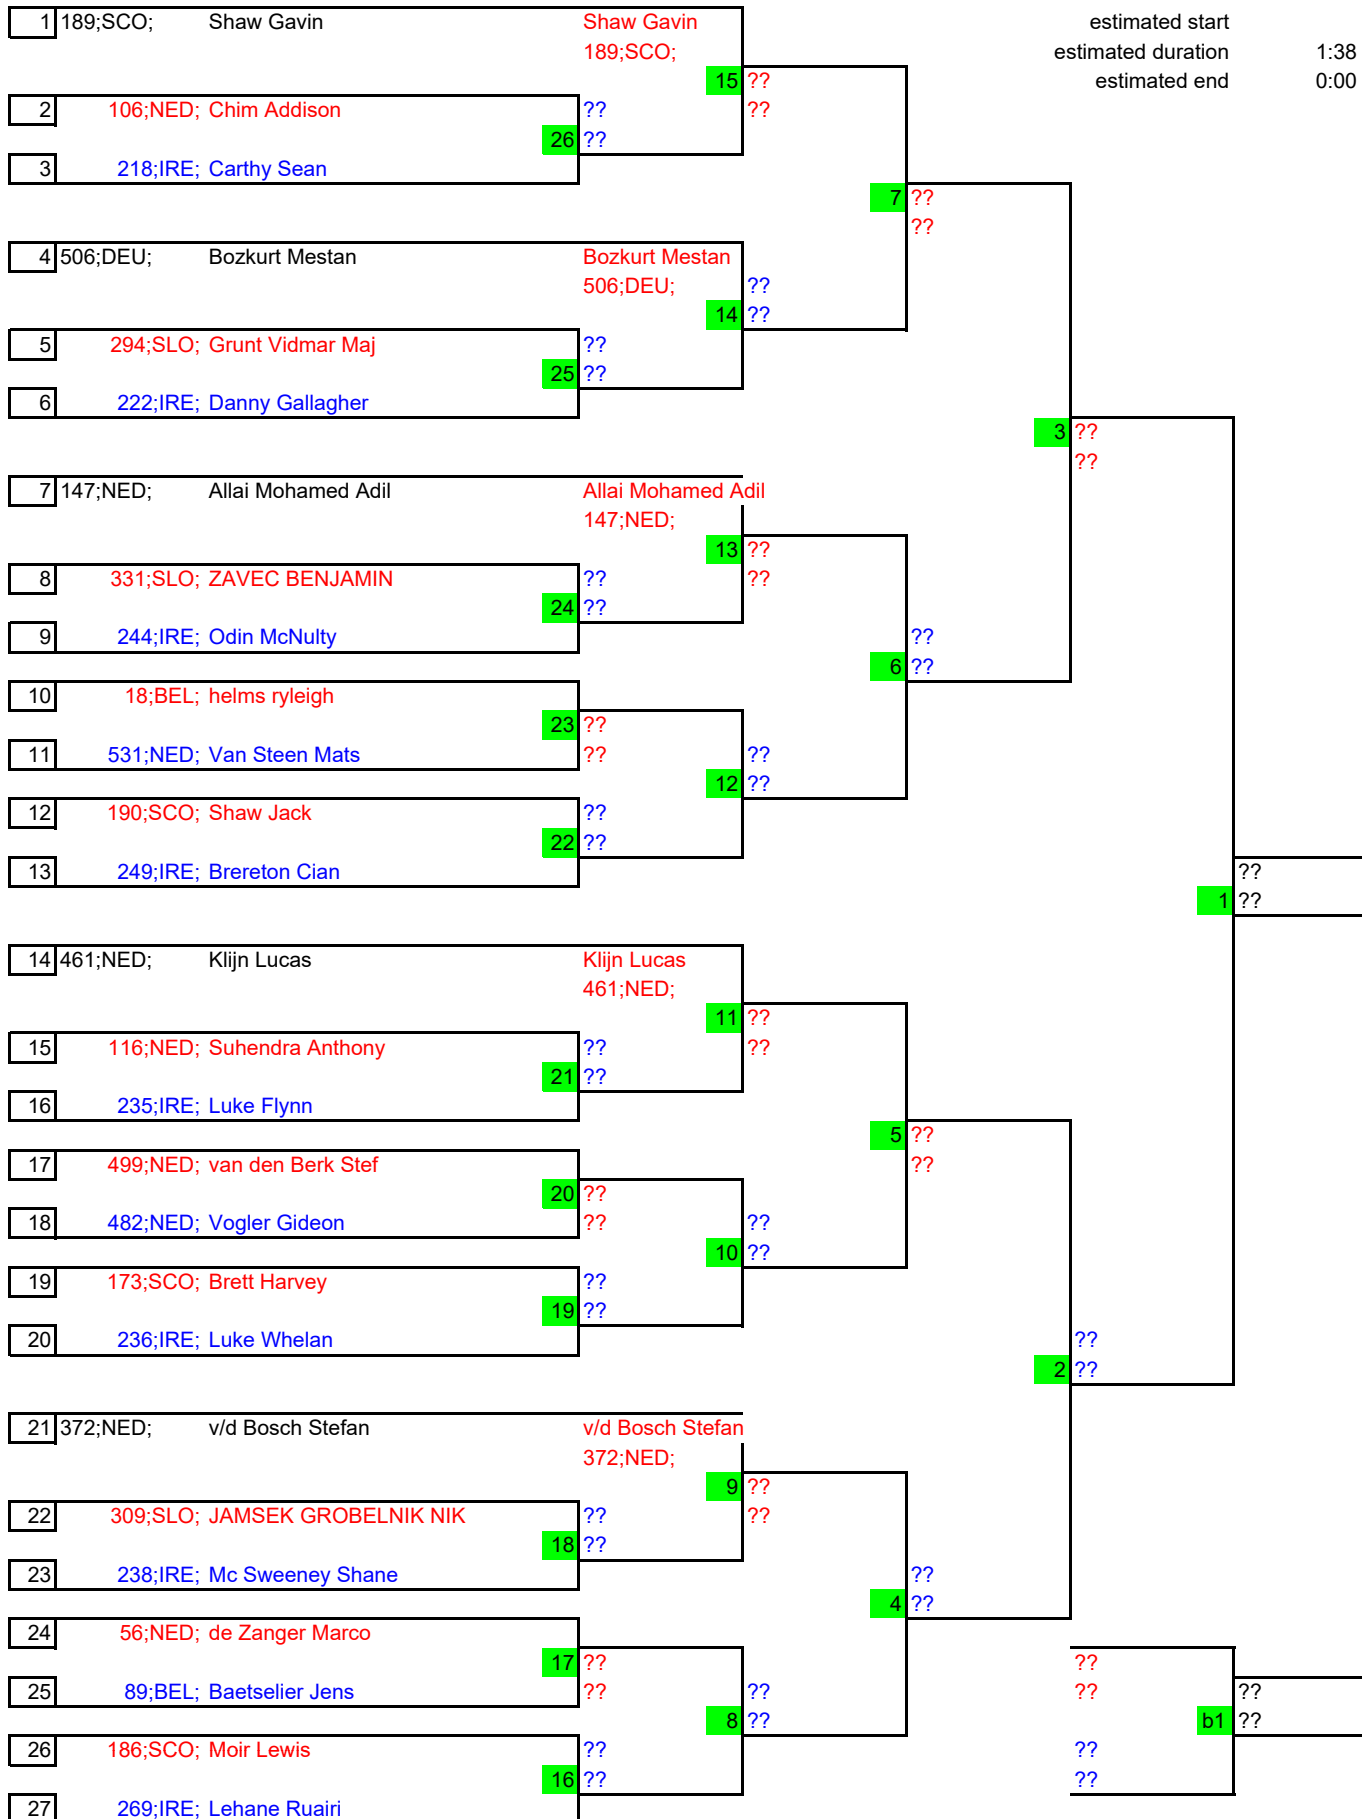 1 189;SCO; Shaw Gavin Shaw Gavin estimated start
189;SCO; estimated duration 1:38
15 ?? estimated end 0:00
2 106;NED; Chim Addison ?? ??
26 ??
3 218;IRE; Carthy Sean
7 ??
??
4 506;DEU; Bozkurt Mestan Bozkurt Mestan
506;DEU; ??
14 ??
5 294;SLO; Grunt Vidmar Maj ??
25 ??
6 222;IRE; Danny Gallagher
3 ??
??
7 147;NED; Allai Mohamed Adil Allai Mohamed Adil
147;NED;
13 ??
8 331;SLO; ZAVEC BENJAMIN ?? ??
24 ??
9 244;IRE; Odin McNulty ??
6 ??
10 18;BEL; helms ryleigh
23 ??
11 531;NED; Van Steen Mats ?? ??
12 ??
12 190;SCO; Shaw Jack ??
22 ??
13 249;IRE; Brereton Cian ??
1 ??
14 461;NED; Klijn Lucas Klijn Lucas
461;NED;
11 ??
15 116;NED; Suhendra Anthony ?? ??
21 ??
16 235;IRE; Luke Flynn
5 ??
17 499;NED; van den Berk Stef ??
20 ??
18 482;NED; Vogler Gideon ?? ??
10 ??
19 173;SCO; Brett Harvey ??
19 ??
20 236;IRE; Luke Whelan ??
2 ??
21 372;NED; v/d Bosch Stefan v/d Bosch Stefan
372;NED;
9 ??
22 309;SLO; JAMSEK GROBELNIK NIK ?? ??
18 ??
23 238;IRE; Mc Sweeney Shane ??
4 ??
24 56;NED; de Zanger Marco
17 ?? ??
25 89;BEL; Baetselier Jens ?? ?? ?? ??
8 ?? b1 ??
26 186;SCO; Moir Lewis ?? ??
16 ?? ??
27 269;IRE; Lehane Ruairi